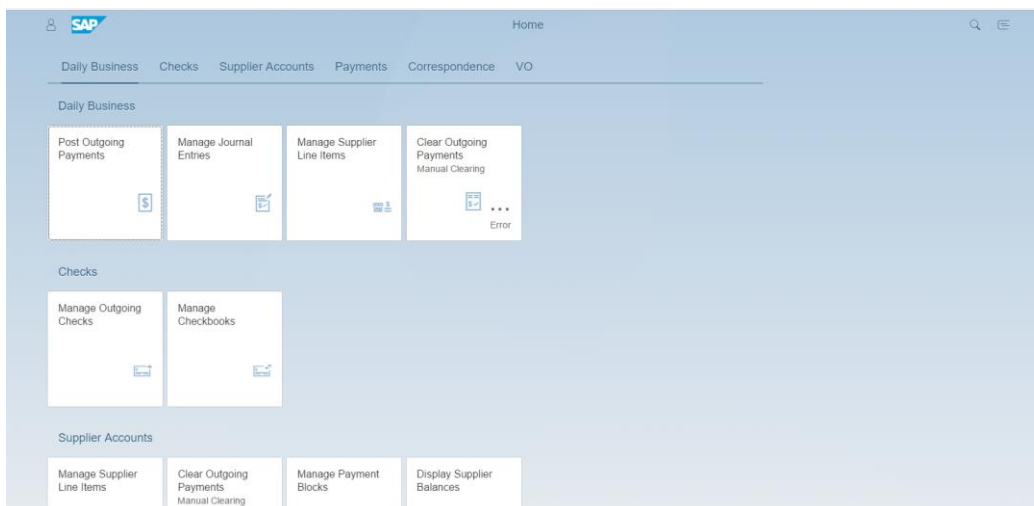 SAP
Home
Daily Business Checks Supplier Accounts Payments Correspondence VO
Daily Business
Post Outgoing
Payments
Manage Journal
Entries
Manage Supplier
Line Items
Clear Outgoing
Payments
Manual Clearing
...
Error
Checks
Manage Outgoing
Checks
Manage
Checkbooks
Supplier Accounts
Manage Supplier
Line Items
Clear Outgoing
Payments
Manual Clearing
Manage Payment
Blocks
Display Supplier
Balances